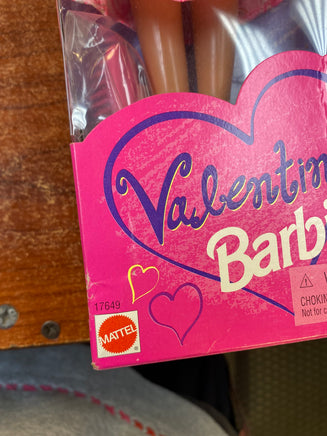 Valentin
Barbi
17649
MATTEL
CHOKIN
Not for c